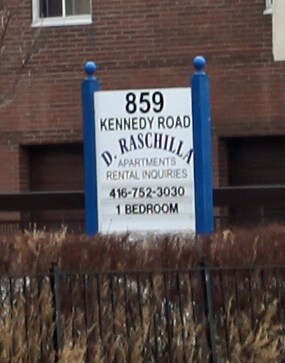 859
KENNEDY ROAD
D. RASCHILLA
APARTMENTS
RENTAL INQUIRIES
416-752-3030
1 BEDROOM